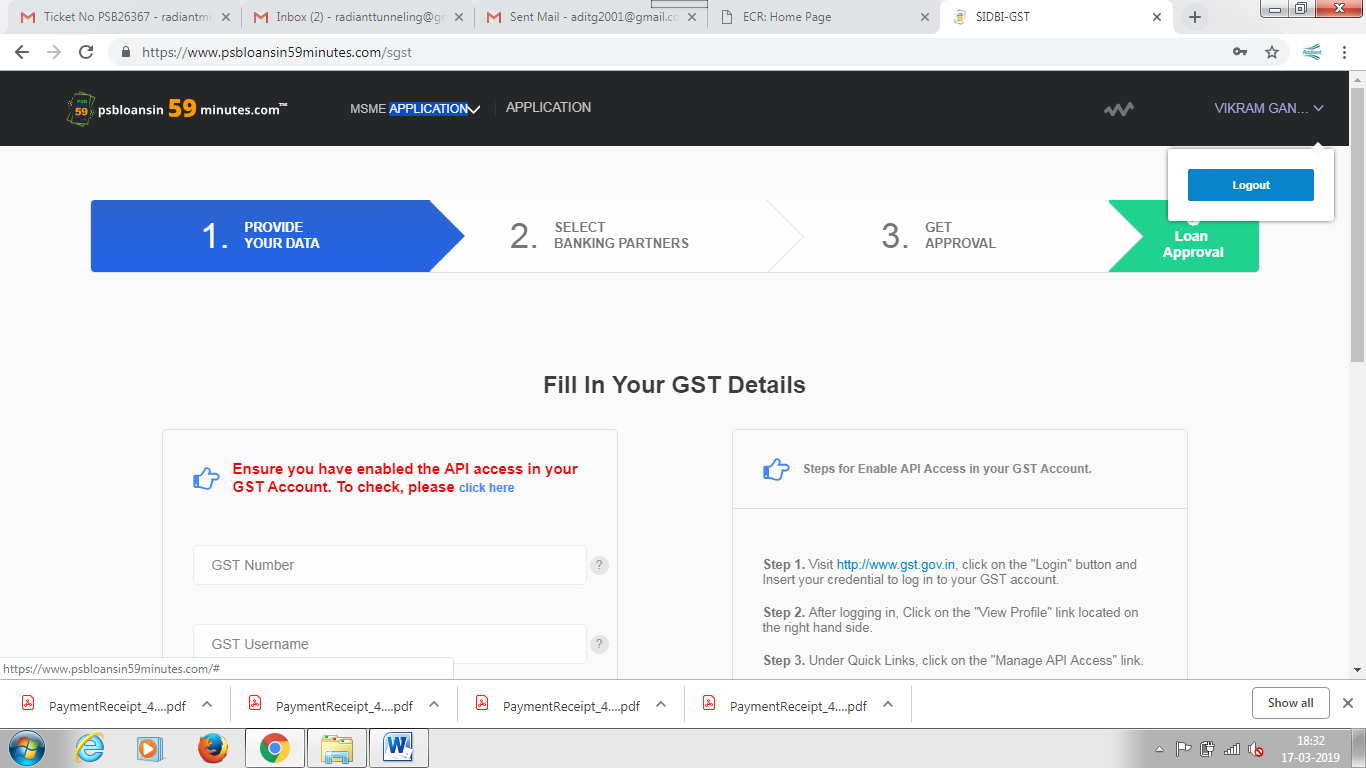 Ticket No PSB26367 - radiantmi
Inbox (2) - radianttunneling@gr
Sent Mail - aditg2001@gmail.co
ECR: Home Page
SIDBI-GST
https://www.psbloansin59minutes.com/sgst
psbloansin 59 minutes.com™
MSME APPLICATION
APPLICATION
VIKRAM GAN...
Logout
1. PROVIDE
YOUR DATA
2. SELECT
BANKING PARTNERS
3. GET
APPROVAL
Loan
Approval
Fill In Your GST Details
Ensure you have enabled the API access in your
GST Account. To check, please click here
GST Number
?
GST Username
?
Steps for Enable API Access in your GST Account.
Step 1. Visit http://www.gst.gov.in, click on the "Login" button and
Insert your credential to log in to your GST account.
Step 2. After logging in, Click on the "View Profile" link located on
the right hand side.
Step 3. Under Quick Links, click on the "Manage API Access" link.
https://www.psbloansin59minutes.com/#
PaymentReceipt_4....pdf
PaymentReceipt_4....pdf
PaymentReceipt_4....pdf
PaymentReceipt_4....pdf
Show all
18:32
17-03-2019